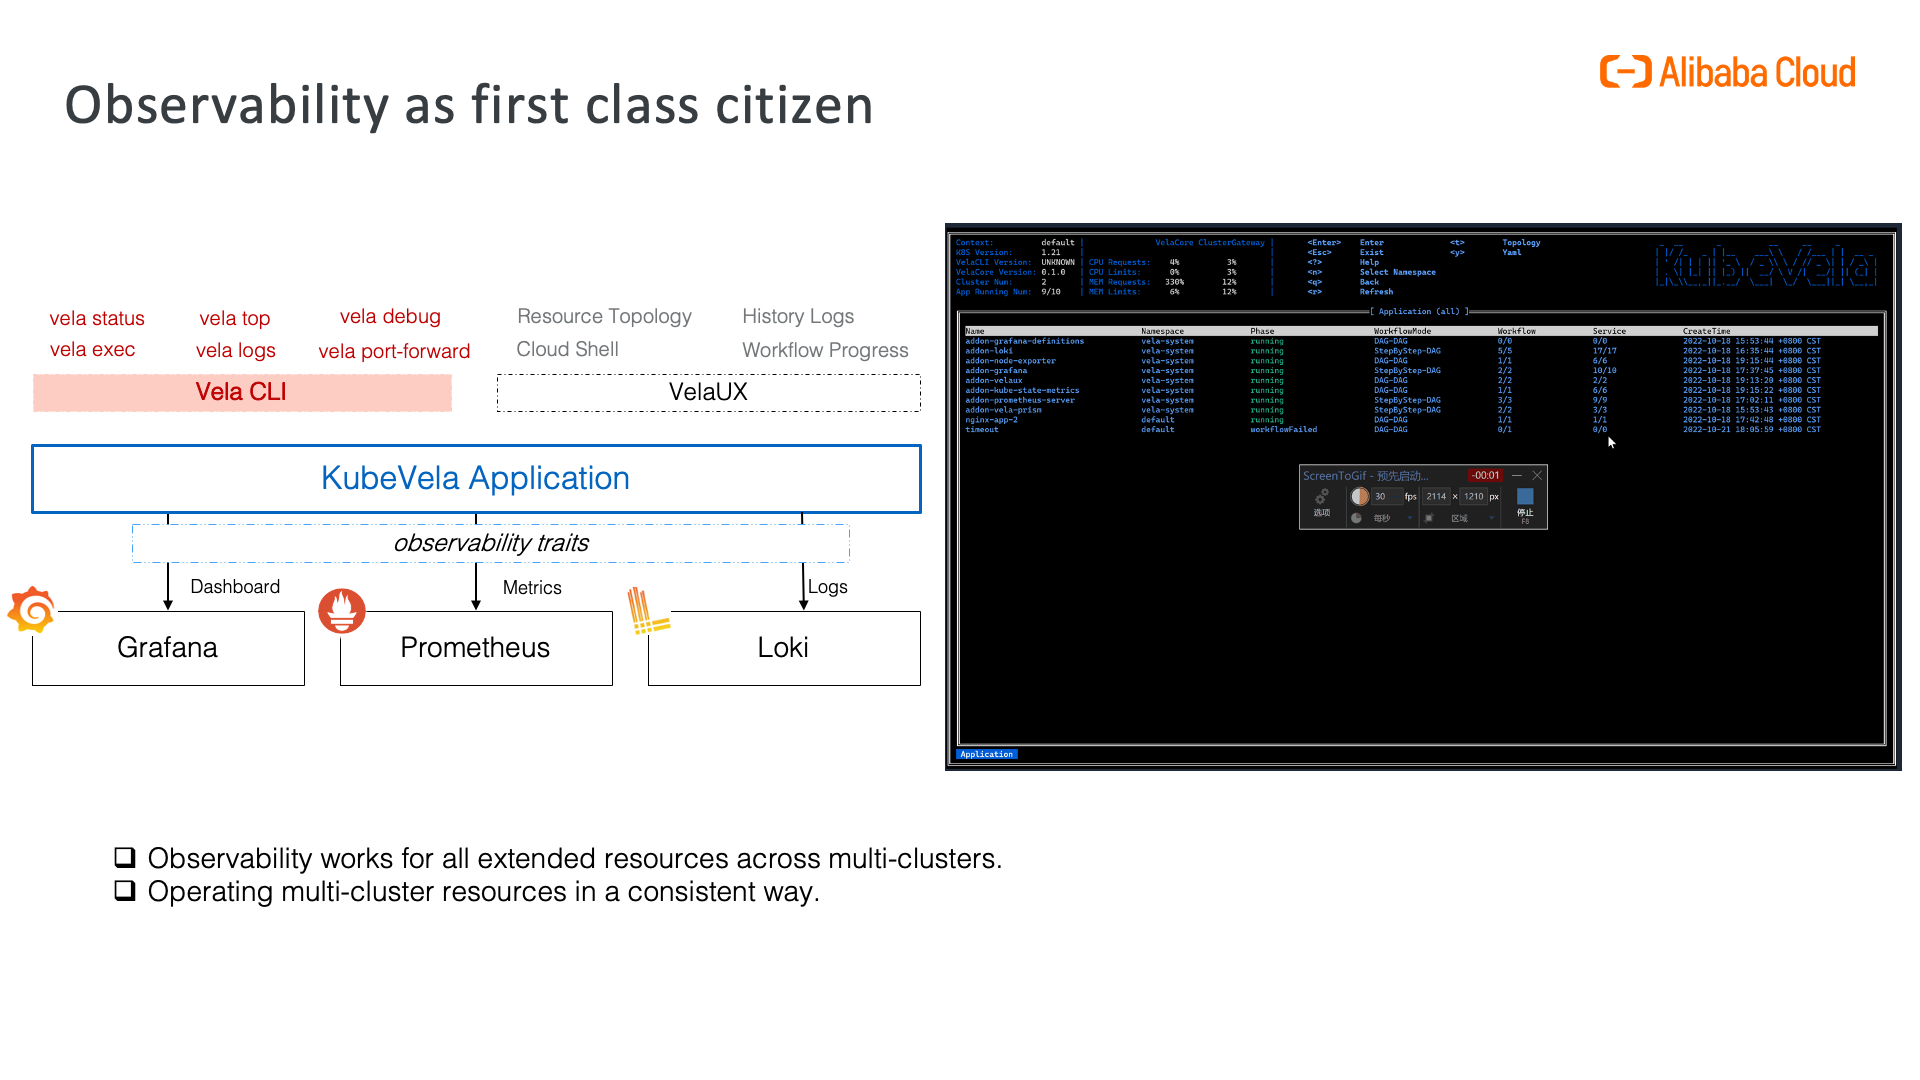 Observability as first class citizen
Alibaba Cloud
vela status vela top vela debug
vela exec vela logs vela port-forward
Vela CLI
Resource Topology History Logs
Cloud Shell Workflow Progress
VelaUX
KubeVela Application
observability traits
Dashboard Metrics Logs
Grafana Prometheus Loki
Context: default | VelaCore ClusterGateway | <Enter> Enter <t> Topology
K8S Version: 1.21 | | <Esc> Exist <y> Yaml
VelaCLI Version: UNKNOWN | CPU Requests: 4% 3% | <?> Help
VelaCore Version: 0.1.0 | CPU Limits: 0% 3% | <n> Select Namespace
Cluster Num: 2 | MEM Requests: 330% 12% | <q> Back
App Running Num: 9/10 | MEM Limits: 6% 12% | <r> Refresh
KubeVela
[ Application (all) ]
Name Namespace Phase WorkflowMode Workflow Service CreateTime
addon-grafana-definitions vela-system running DAG-DAG 0/0 0/0 2022-10-18 15:53:44 +0800 CST
addon-loki vela-system running StepByStep-DAG 5/5 17/17 2022-10-18 16:35:44 +0800 CST
addon-node-exporter vela-system running DAG-DAG 1/1 6/6 2022-10-18 19:15:44 +0800 CST
addon-grafana vela-system running StepByStep-DAG 2/2 10/10 2022-10-18 17:37:45 +0800 CST
addon-velaux vela-system running DAG-DAG 2/2 2/2 2022-10-18 19:13:20 +0800 CST
addon-kube-state-metrics vela-system running DAG-DAG 1/1 6/6 2022-10-18 19:15:22 +0800 CST
addon-prometheus-server vela-system running StepByStep-DAG 3/3 9/9 2022-10-18 17:02:11 +0800 CST
addon-vela-prism vela-system running StepByStep-DAG 2/2 3/3 2022-10-18 15:53:43 +0800 CST
nginx-app-2 default running DAG-DAG 1/1 1/1 2022-10-18 17:42:48 +0800 CST
timeout default workflowFailed DAG-DAG 0/1 0/0 2022-10-21 18:05:59 +0800 CST
ScreenToGif - 预先启动... -00:01
30 fps 2114 × 1210 px
选项 每秒 区域 停止
F8
Application
Observability works for all extended resources across multi-clusters.
Operating multi-cluster resources in a consistent way.